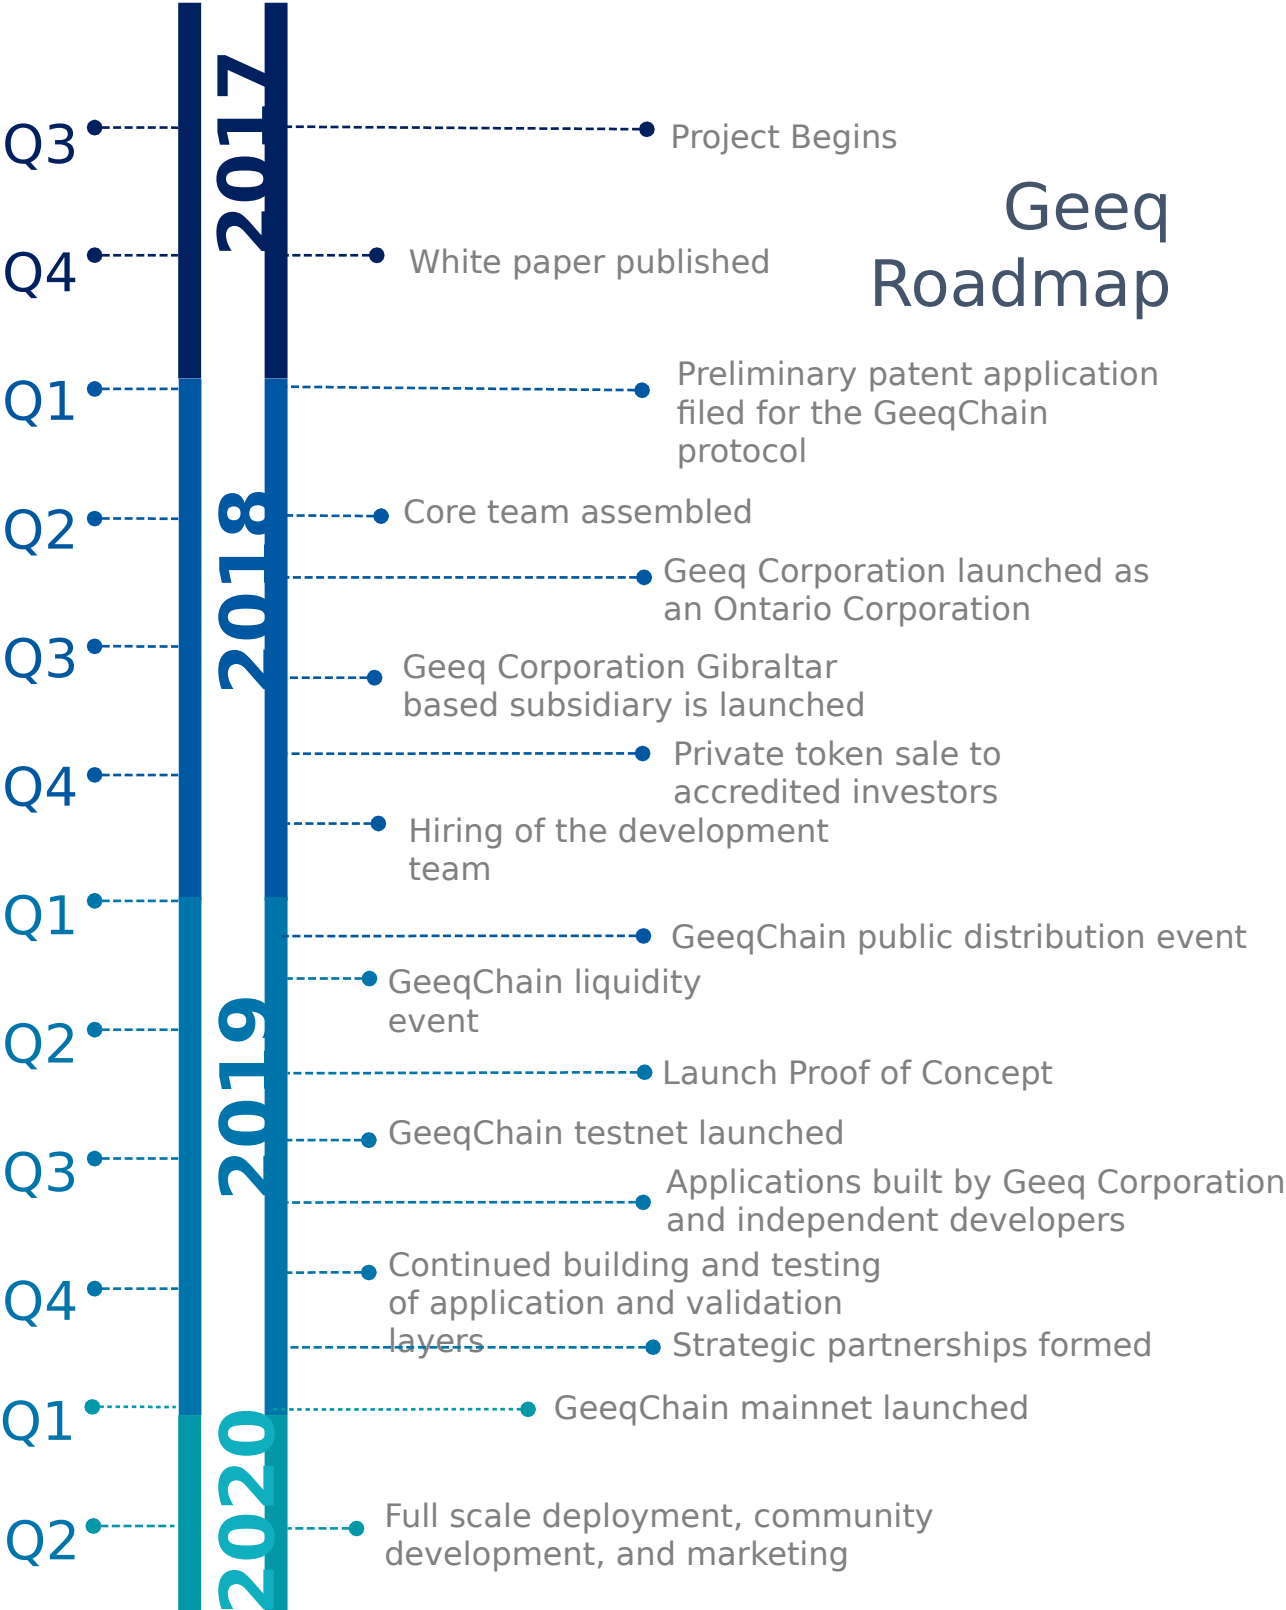 2017
Q3
Project Begins
Geeq
Roadmap
Q4
White paper published
Q1
Preliminary patent application
filed for the GeeqChain
protocol
2018
Q2
Core team assembled
Geeq Corporation launched as
an Ontario Corporation
Q3
Geeq Corporation Gibraltar
based subsidiary is launched
Q4
Private token sale to
accredited investors
Hiring of the development
team
Q1
GeeqChain public distribution event
GeeqChain liquidity
event
2019
Q2
Launch Proof of Concept
GeeqChain testnet launched
Q3
Applications built by Geeq Corporation
and independent developers
Q4
Continued building and testing
of application and validation
layers
Strategic partnerships formed
Q1
GeeqChain mainnet launched
2020
Q2
Full scale deployment, community
development, and marketing